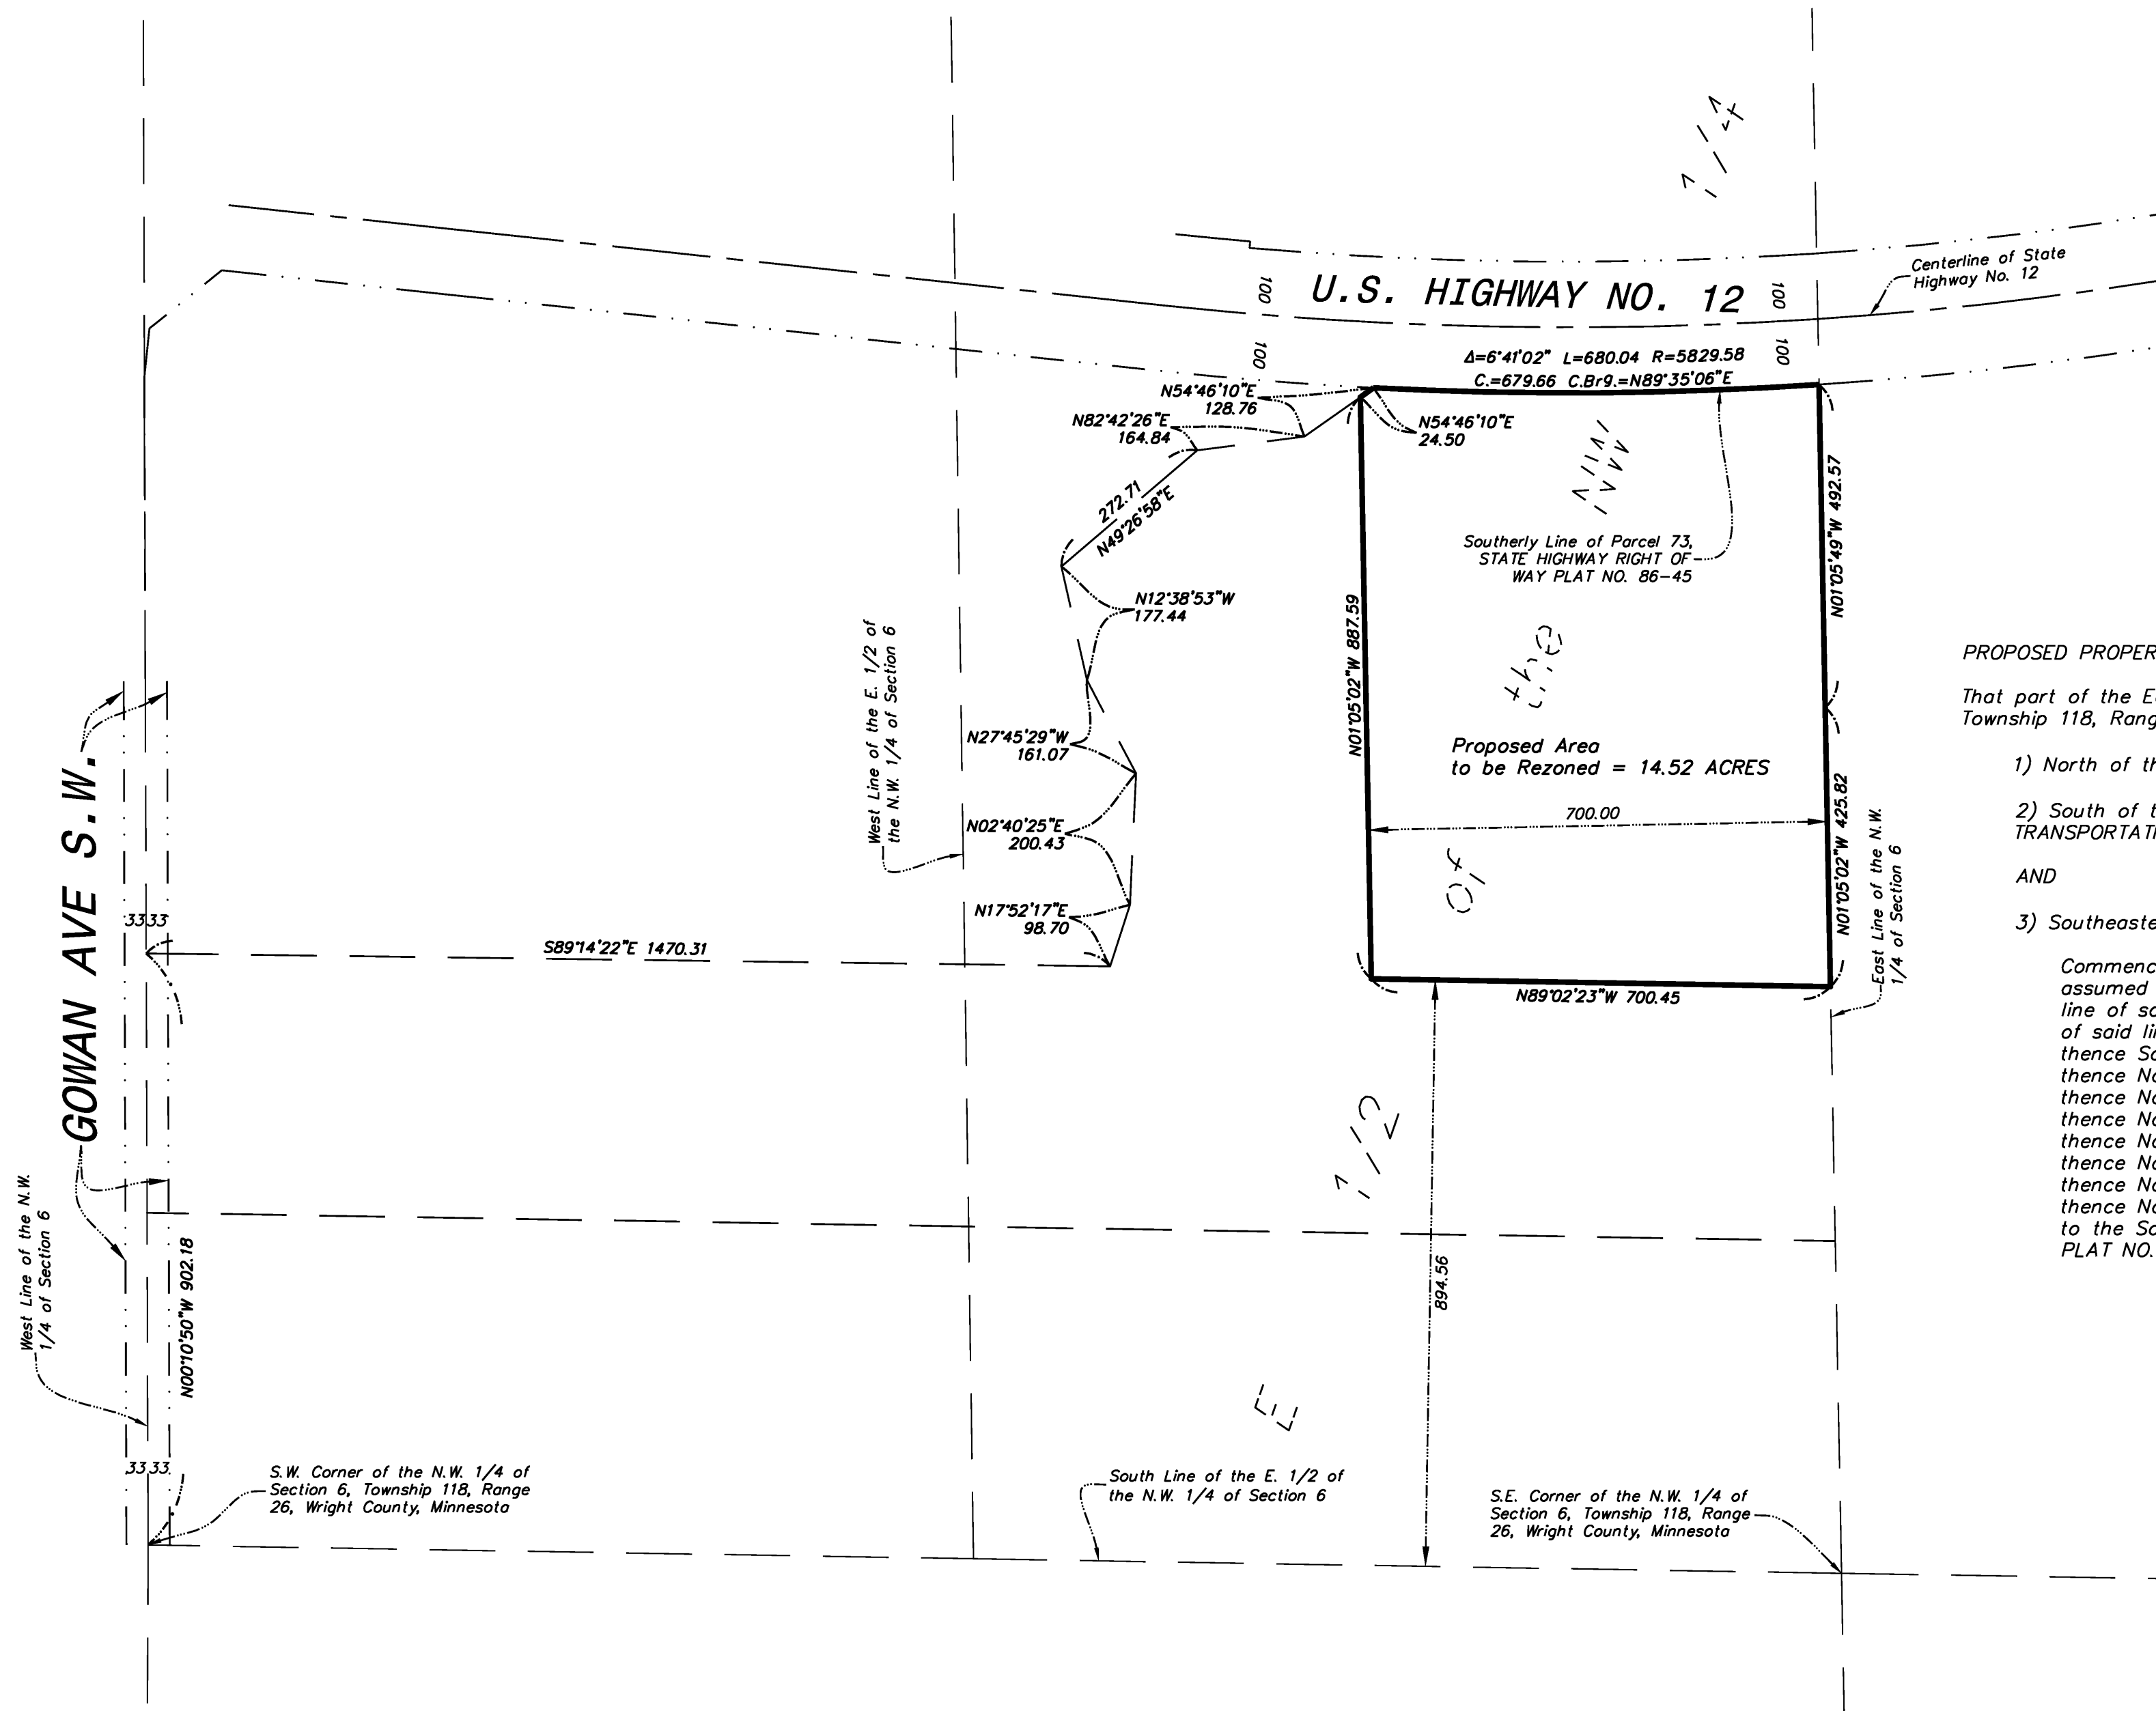 1/4
Centerline of State
Highway No. 12
U.S. HIGHWAY NO. 12
100
100
100
100
Δ=6°41'02" L=680.04 R=5829.58
C.=679.66 C.Brg.=N89°35'06"E
N54°46'10"E
128.76
N82°42'26"E
164.84
N54°46'10"E
24.50
NW
272.71
N49°26'58"E
N01°05'49"W 492.57
Southerly Line of Parcel 73,
STATE HIGHWAY RIGHT OF
WAY PLAT NO. 86-45
N12°38'53"W
177.44
N01°05'02"W 887.59
the
West Line of the E. 1/2 of
the N.W. 1/4 of Section 6
PROPOSED PROPER
That part of the E
Township 118, Rang
N27°45'29"W
161.07
Proposed Area
to be Rezoned = 14.52 ACRES
1) North of th
2) South of t
TRANSPORTATI
700.00
N02°40'25"E
200.43
N01°05'02"W 425.82
East Line of the N.W.
1/4 of Section 6
of
AND
GOWAN AVE S.W.
33 33
N17°52'17"E
98.70
3) Southeaste
S89°14'22"E 1470.31
N89°02'23"W 700.45
Commenc
assumed
line of sa
of said li
thence So
thence No
thence No
thence No
thence No
thence No
thence No
thence No
to the So
PLAT NO.
1/2
West Line of the N.W.
1/4 of Section 6
N00°10'50"W 902.18
894.56
E
33 33
S.W. Corner of the N.W. 1/4 of
Section 6, Township 118, Range
26, Wright County, Minnesota
South Line of the E. 1/2 of
the N.W. 1/4 of Section 6
S.E. Corner of the N.W. 1/4 of
Section 6, Township 118, Range
26, Wright County, Minnesota